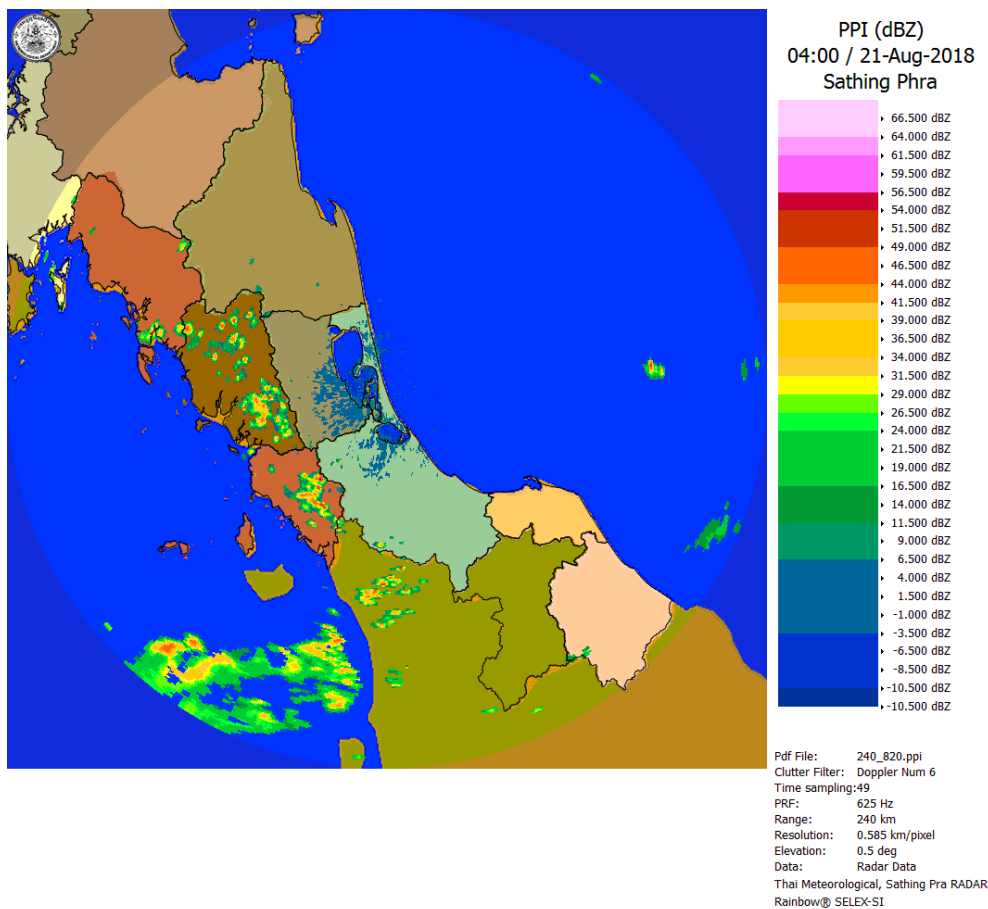 PPI (dBZ)
04:00 / 21-Aug-2018
Sathing Phra
66.500 dBZ
64.000 dBZ
61.500 dBZ
59.500 dBZ
56.500 dBZ
54.000 dBZ
51.500 dBZ
49.000 dBZ
46.500 dBZ
44.000 dBZ
41.500 dBZ
39.000 dBZ
36.500 dBZ
34.000 dBZ
31.500 dBZ
29.000 dBZ
26.500 dBZ
24.000 dBZ
21.500 dBZ
19.000 dBZ
16.500 dBZ
14.000 dBZ
11.500 dBZ
9.000 dBZ
6.500 dBZ
4.000 dBZ
1.500 dBZ
-1.000 dBZ
-3.500 dBZ
-6.500 dBZ
-8.500 dBZ
-10.500 dBZ
-10.500 dBZ
Pdf File: 240_820.ppi
Clutter Filter: Doppler Num 6
Time sampling:49
PRF: 625 Hz
Range: 240 km
Resolution: 0.585 km/pixel
Elevation: 0.5 deg
Data: Radar Data
Thai Meteorological, Sathing Pra RADAR
Rainbow® SELEX-SI